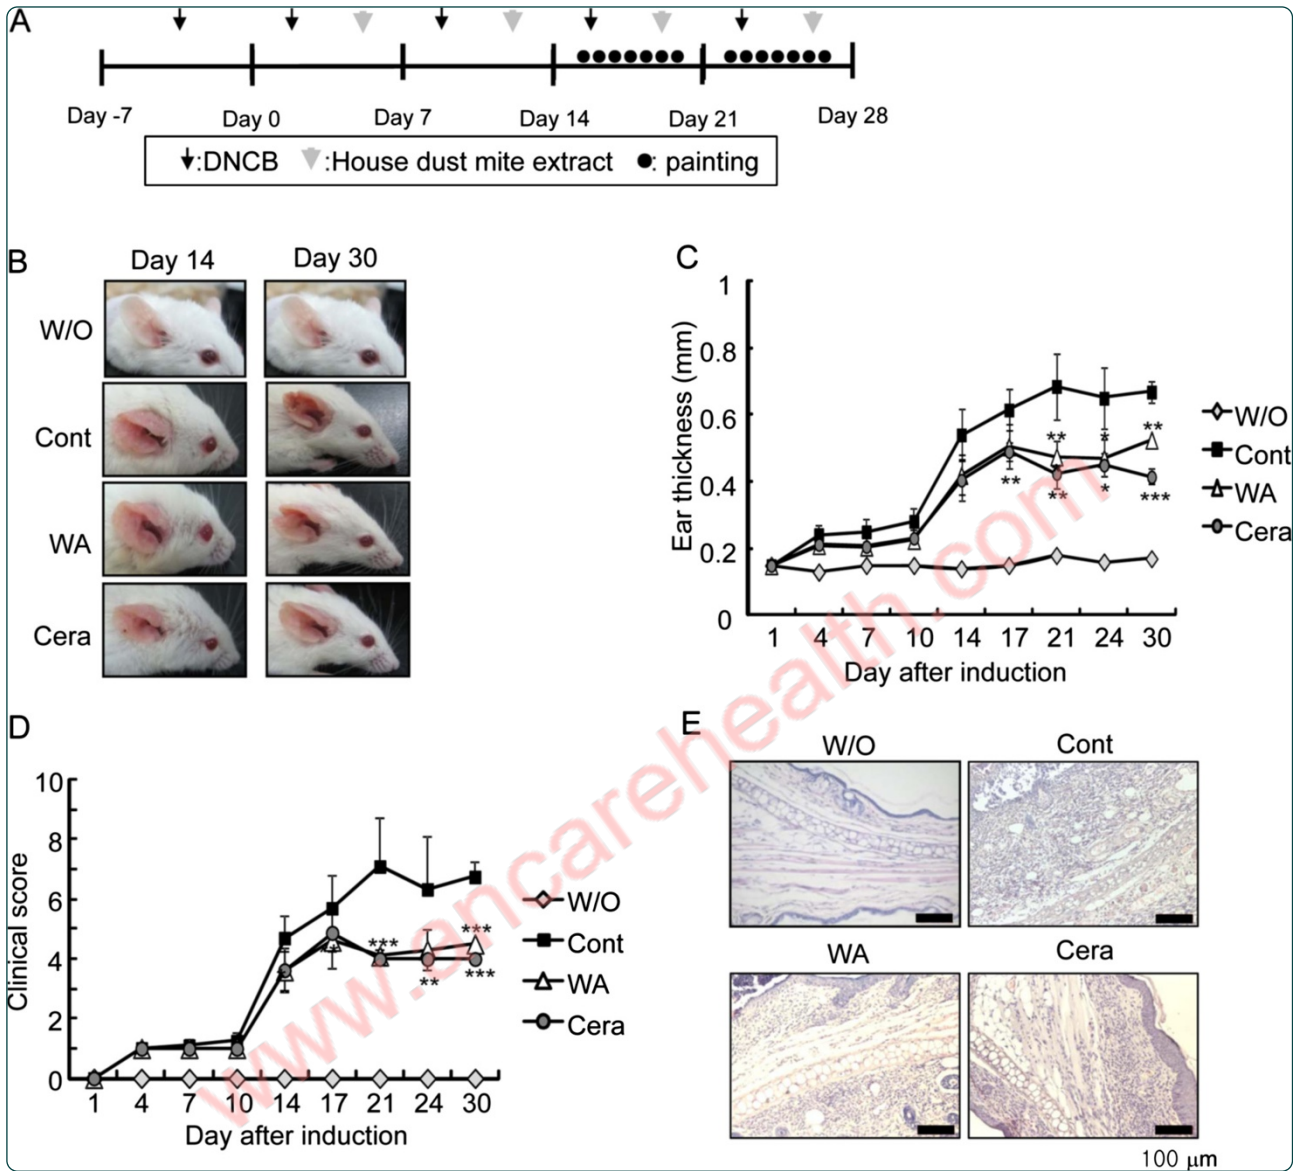 A
Day -7 Day 0 Day 7 Day 14 Day 21 Day 28
:DNCB :House dust mite extract : painting
B
Day 14 Day 30
W/O
Cont
WA
Cera
C
Ear thickness (mm)
1
0.8
0.6
0.4
0.2
0
** * **
** ** * ***
1 4 7 10 14 17 21 24 30
Day after induction
W/O
Cont
WA
Cera
D
Clinical score
10
8
6
4
2
0
*** ***
** ***
1 4 7 10 14 17 21 24 30
Day after induction
W/O
Cont
WA
Cera
E
W/O Cont
WA Cera
100 μm
www.encarehealth.com